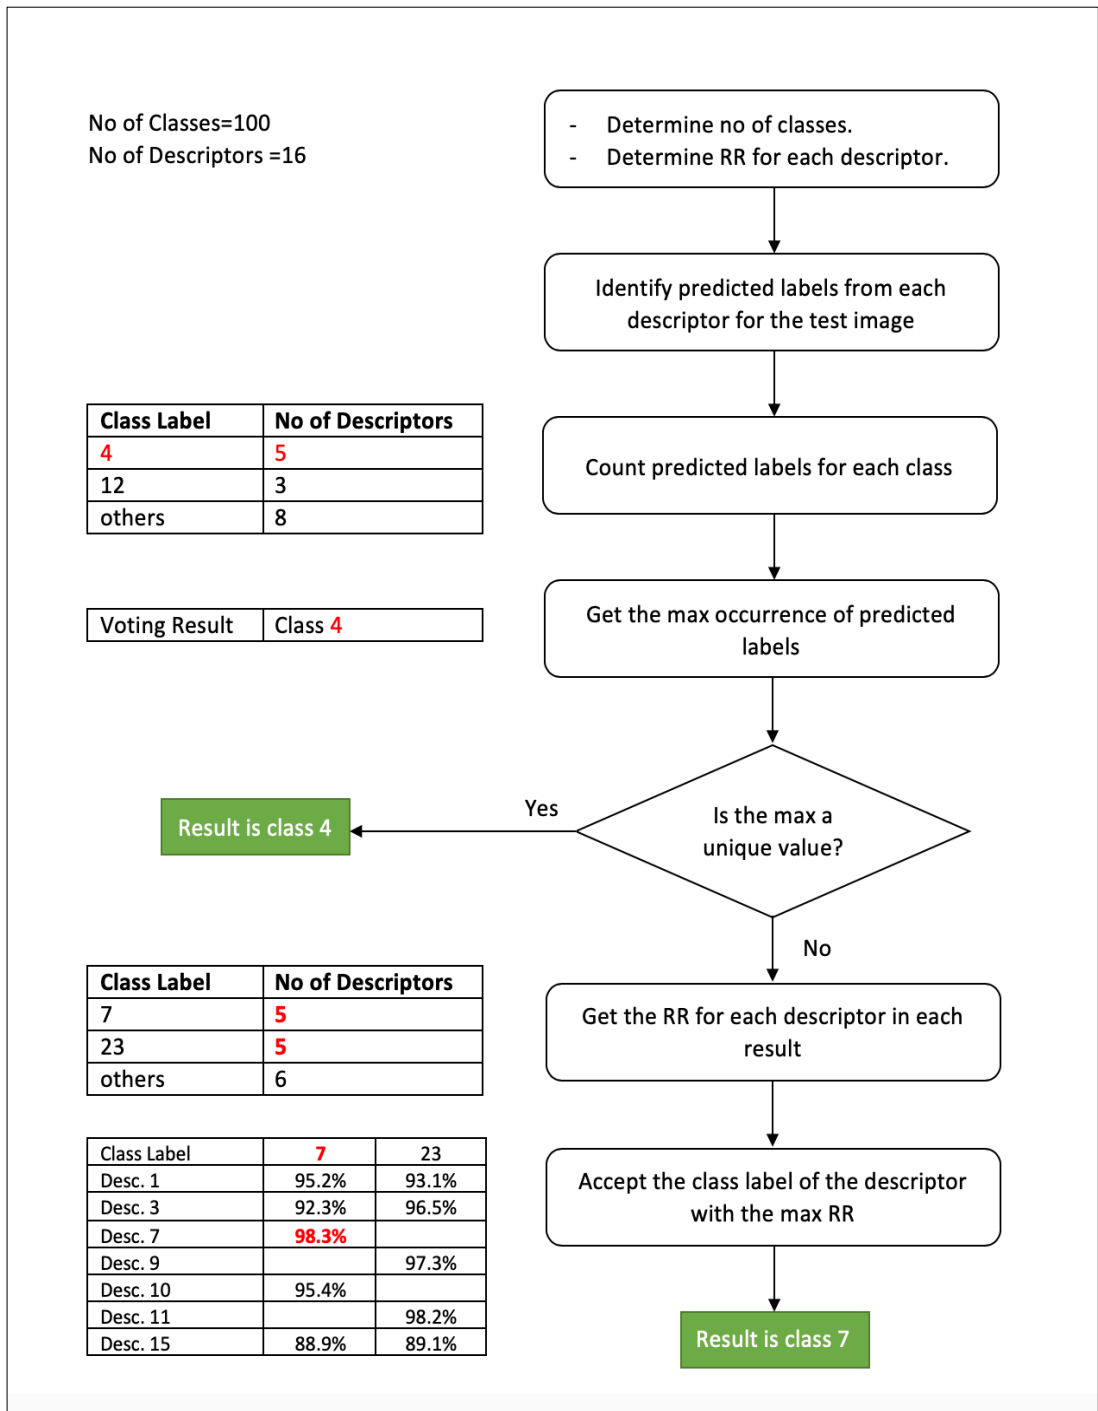 No of Classes=100
No of Descriptors =16
- Determine no of classes.
- Determine RR for each descriptor.
Identify predicted labels from each
descriptor for the test image
Class Label No of Descriptors
4 5
12 3
others 8
Count predicted labels for each class
Voting Result Class 4
Get the max occurrence of predicted
labels
Is the max a
unique value?
Yes
Result is class 4
No
Class Label No of Descriptors
7 5
23 5
others 6
Get the RR for each descriptor in each
result
Class Label 7 23
Desc. 1 95.2% 93.1%
Desc. 3 92.3% 96.5%
Desc. 7 98.3%
Desc. 9 97.3%
Desc. 10 95.4%
Desc. 11 98.2%
Desc. 15 88.9% 89.1%
Accept the class label of the descriptor
with the max RR
Result is class 7